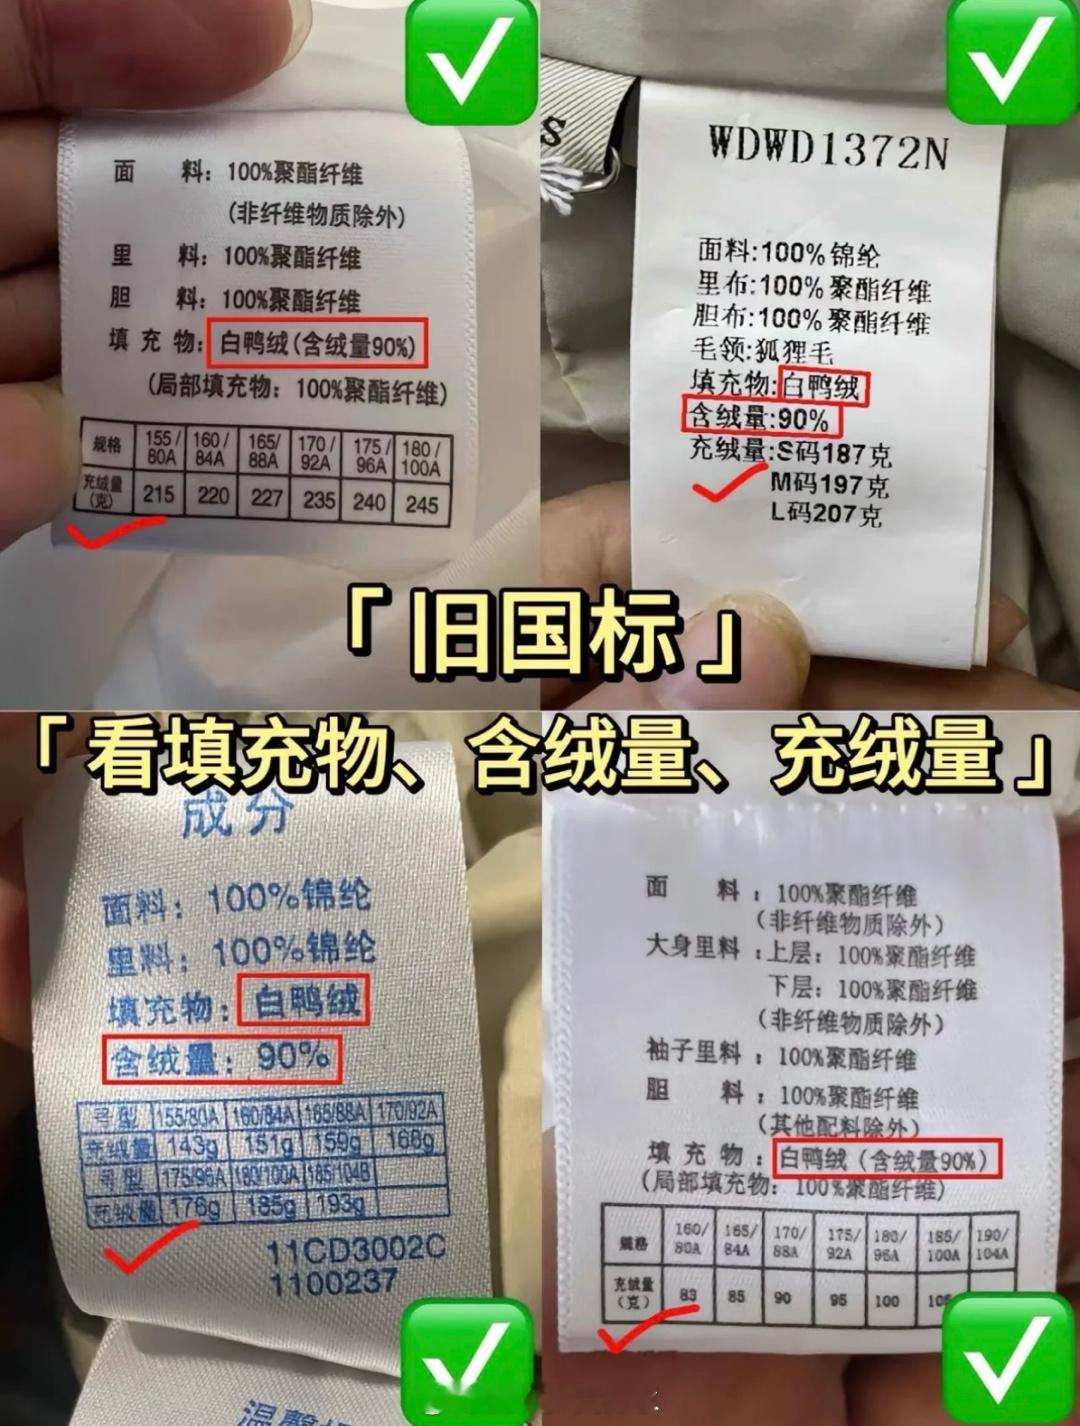 面 料：100%聚酯纤维
(非纤维物质除外)
里 料：100%聚酯纤维
胆 料：100%聚酯纤维
填 充 物：白鸭绒(含绒量90%)
(局部填充物：100%聚酯纤维)
规格 155/80A 160/84A 165/88A 170/92A 175/96A 180/100A
充绒量(克) 215 220 227 235 240 245
S
WDWD1372N
面料:100%锦纶
里布:100%聚酯纤维
胆布:100%聚酯纤维
毛领:狐狸毛
填充物:白鸭绒
含绒量:90%
充绒量:S码187克
M码197克
L码207克
「旧国标」
「看填充物、含绒量、充绒量」
成分
面料：100%锦纶
里料：100%锦纶
填充物：白鸭绒
含绒量：90%
号型 155/80A 160/84A 165/88A 170/92A
充绒量 143g 151g 159g 168g
号型 175/96A 180/100A 185/104B
充绒量 176g 185g 193g
11CD3002C
1100237
面 料：100%聚酯纤维
(非纤维物质除外)
大身里料：上层：100%聚酯纤维
下层：100%聚酯纤维
(非纤维物质除外)
袖子里料：100%聚酯纤维
胆 料：100%聚酯纤维
(其他配料除外)
填 充 物：白鸭绒(含绒量90%)
(局部填充物：100%聚酯纤维)
规格 160/80A 165/84A 170/88A 175/92A 180/96A 185/100A 190/104A
充绒量(克) 83 85 90 95 100